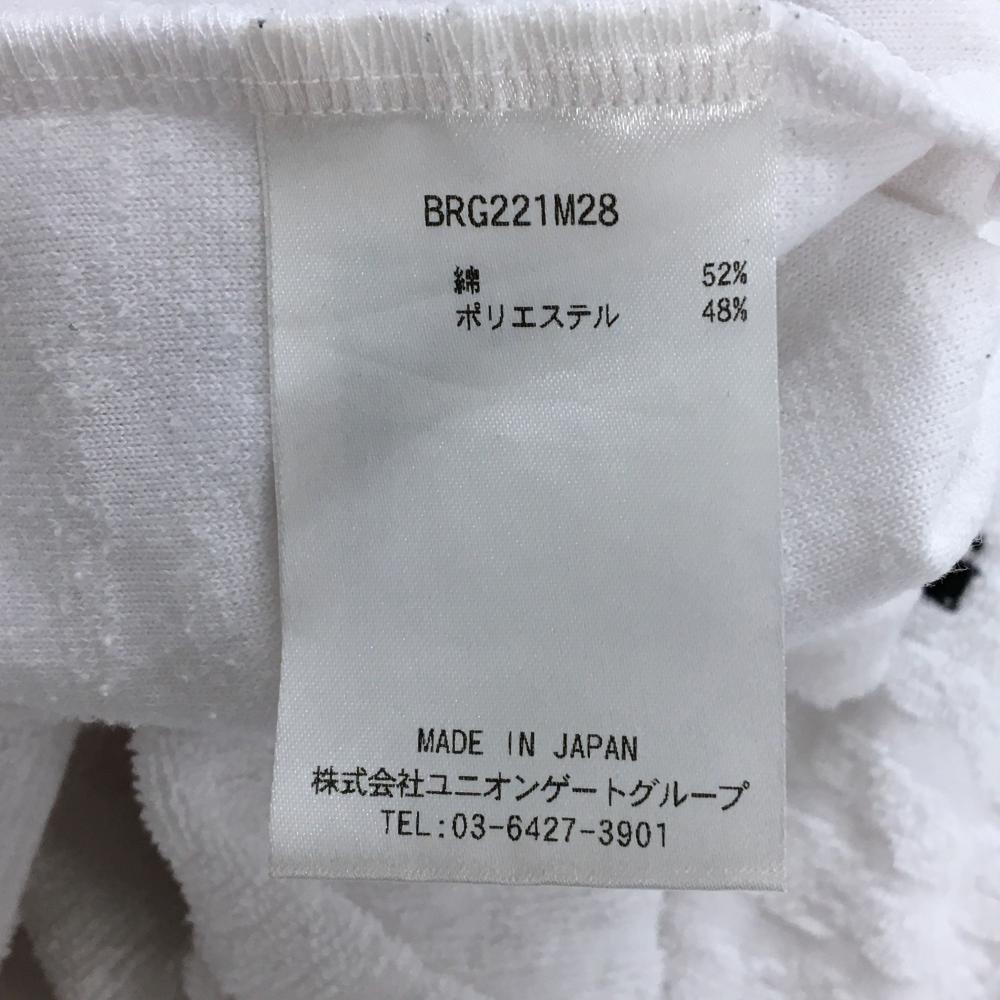 BRG221M28
綿 52%
ポリエステル 48%
MADE IN JAPAN
株式会社ユニオンゲートグループ
TEL:03-6427-3901